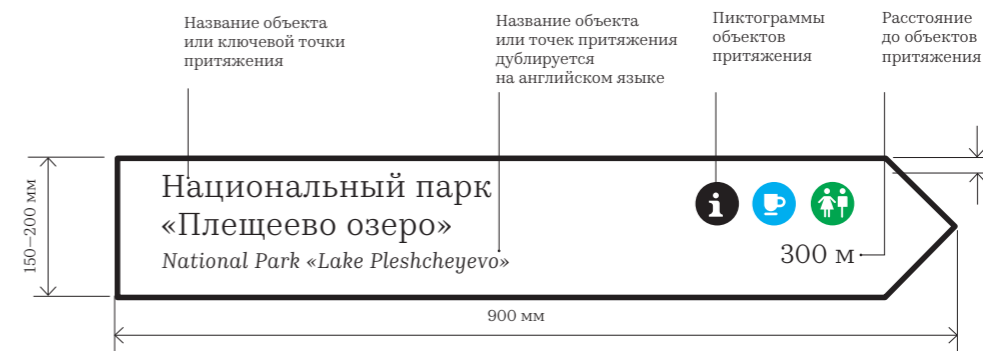 Название объекта
или ключевой точки
притяжения
Название объекта
или точек притяжения
дублируется
на английском языке
Пиктограммы
объектов
притяжения
Расстояние
до объектов
притяжения
150–200 мм
Национальный парк
«Плещеево озеро»
National Park «Lake Pleshcheyevo»
i
300 м
900 мм